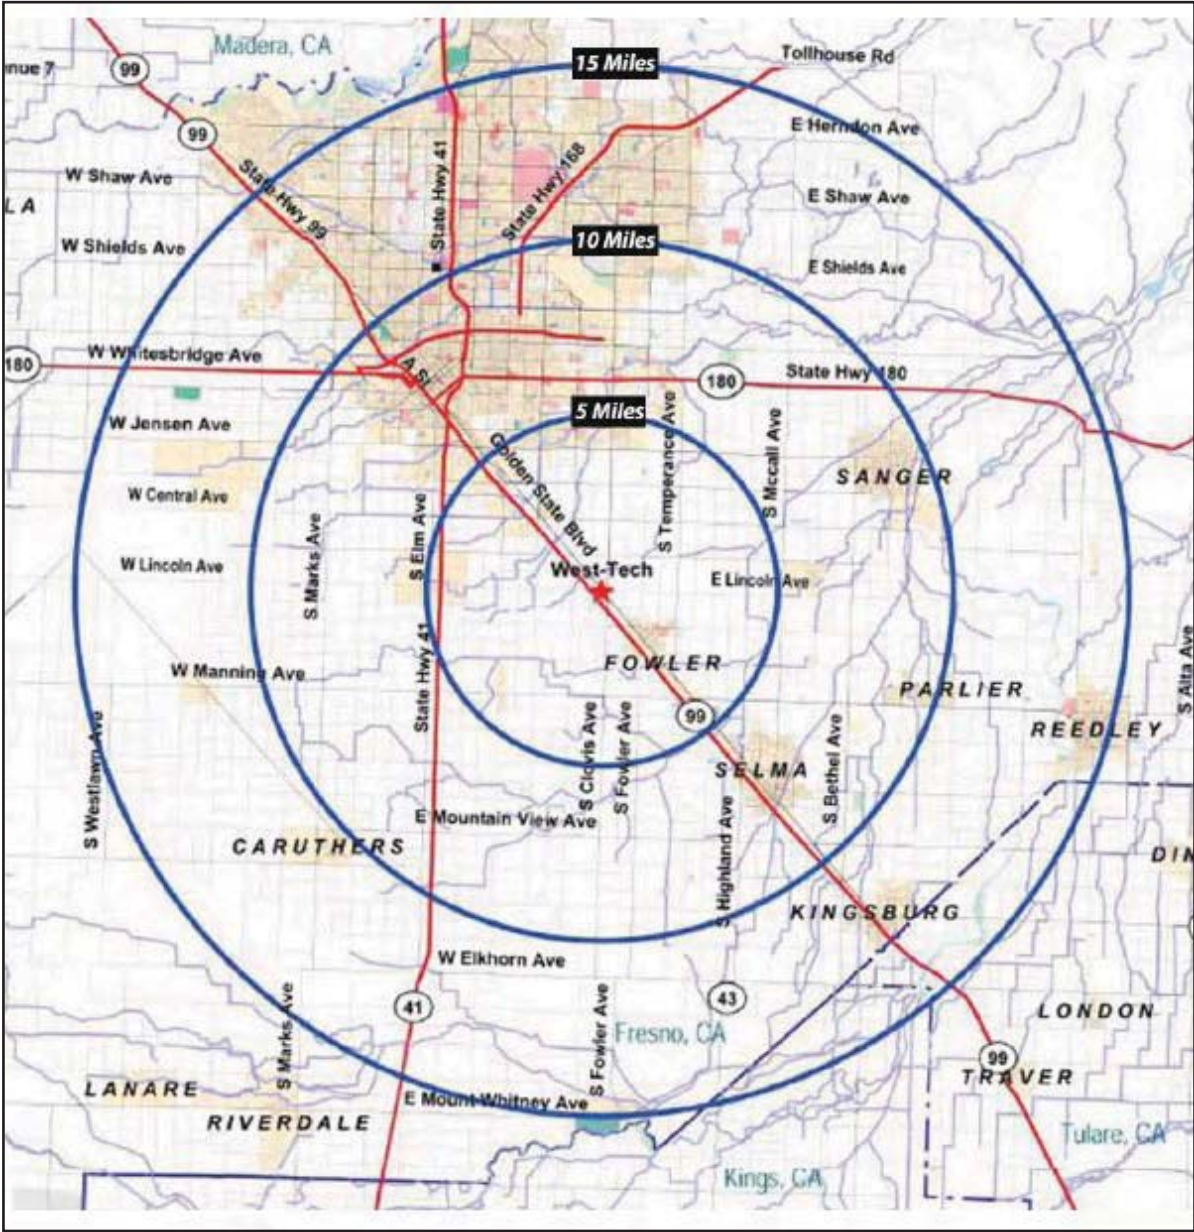 Madera, CA
15 Miles
Tollhouse Rd
nue 7
99
99
E Herndon Ave
W Shaw Ave
State Hwy 41
State Hwy 168
State Hwy 99
E Shaw Ave
LA
W Shields Ave
10 Miles
E Shields Ave
180
W Whitesbridge Ave
A St
180
State Hwy 180
5 Miles
W Jensen Ave
Golden State Blvd
S Temperance Ave
S Mccall Ave
SANGER
W Central Ave
S Marks Ave
S Elm Ave
W Lincoln Ave
West-Tech
E Lincoln Ave
FOWLER
W Manning Ave
State Hwy 41
PARLIER
S Alta Ave
99
REEDLEY
S Westlawn Ave
S Clovis Ave
S Fowler Ave
SELMA
S Bethel Ave
E Mountain View Ave
CARUTHERS
S Highland Ave
DIN
KINGSBURG
W Elkhorn Ave
41
43
S Marks Ave
S Fowler Ave
Fresno, CA
LONDON
99
TRAVER
LANARE
E Mount Whitney Ave
RIVERDALE
Tulare, CA
Kings, CA